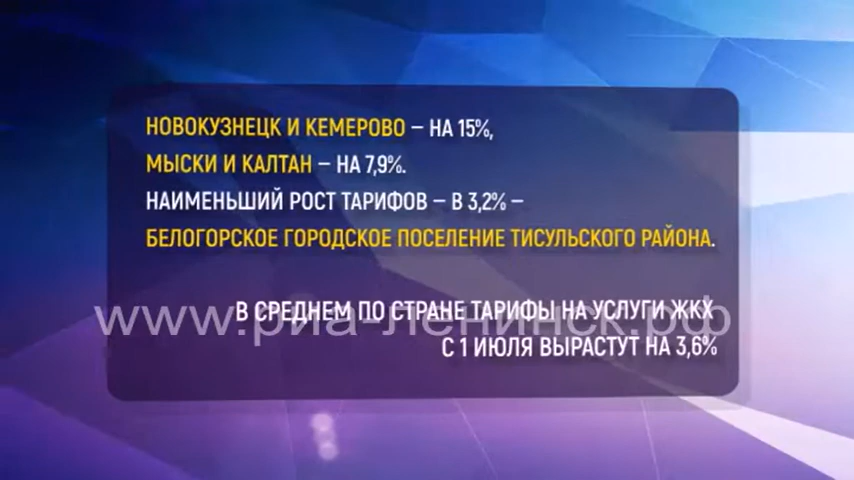 НОВОКУЗНЕЦК И КЕМЕРОВО – НА 15%,
МЫСКИ И КАЛТАН – НА 7,9%.
НАИМЕНЬШИЙ РОСТ ТАРИФОВ – В 3,2% –
БЕЛОГОРСКОЕ ГОРОДСКОЕ ПОСЕЛЕНИЕ ТИСУЛЬСКОГО РАЙОНА.
В СРЕДНЕМ ПО СТРАНЕ ТАРИФЫ НА УСЛУГИ ЖКХ
www.риа-ленинск.рф
С 1 ИЮЛЯ ВЫРАСТУТ НА 3,6%